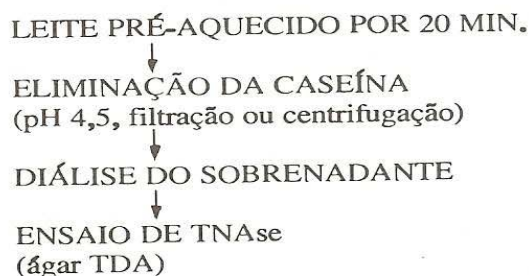 LEITE PRÉ-AQUECIDO POR 20 MIN.
ELIMINAÇÃO DA CASEÍNA
(pH 4,5, filtração ou centrifugação)
DIÁLISE DO SOBRENADANTE
ENSAIO DE TNAse
(ágar TDA)